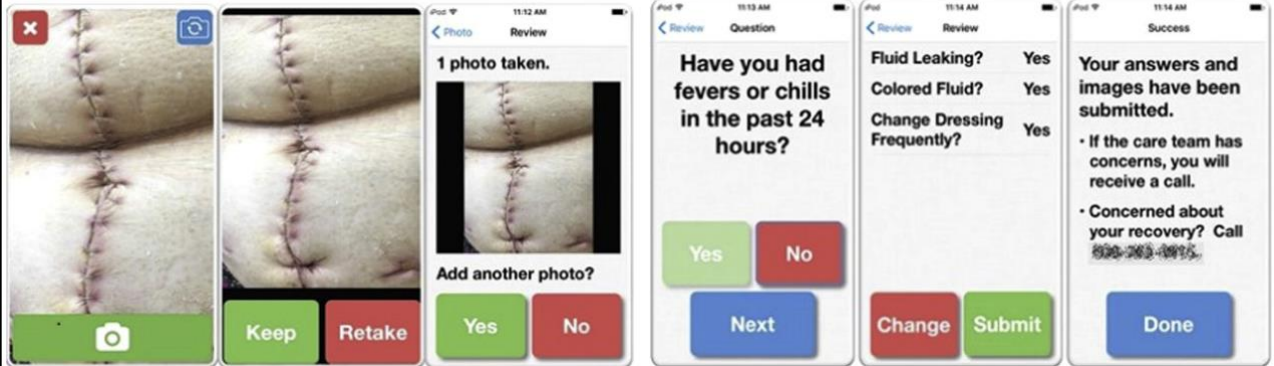 Keep
Retake
iPod
11:12 AM
Photo
Review
1 photo taken.
Add another photo?
Yes
No
iPod
11:13 AM
Review
Question
Have you had
fevers or chills
in the past 24
hours?
Yes
No
Next
iPod
11:14 AM
Review
Review
Fluid Leaking? Yes
Colored Fluid? Yes
Change Dressing
Frequently? Yes
Change
Submit
iPod
11:14 AM
Success
Your answers and
images have been
submitted.
• If the care team has
concerns, you will
receive a call.
• Concerned about
your recovery? Call
Done